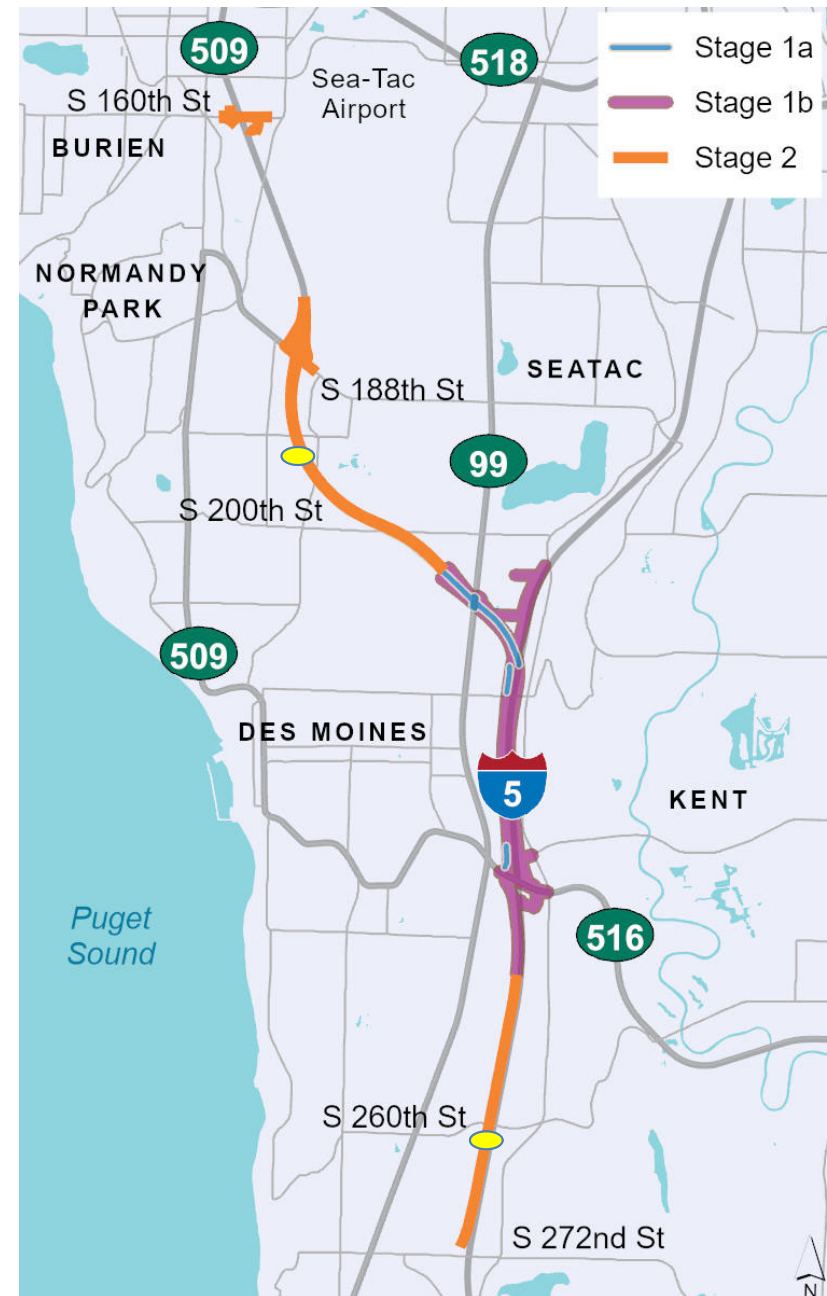 509
518
Stage 1a
Stage 1b
Stage 2
Sea-Tac
Airport
S 160th St
BURIEN
NORMANDY
PARK
SEATAC
S 188th St
99
S 200th St
509
DES MOINES
5
KENT
Puget
Sound
516
S 260th St
S 272nd St
N